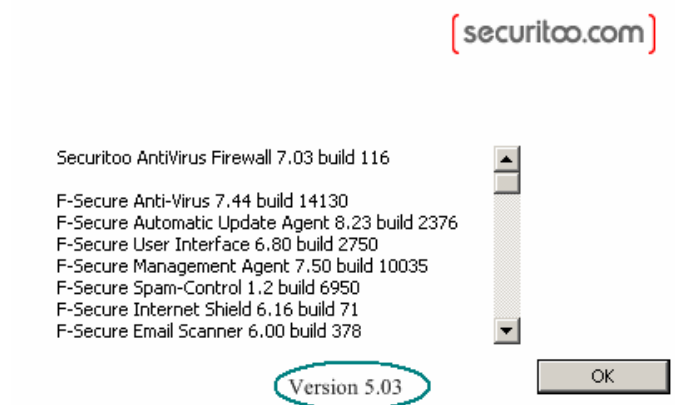 (securitoo.com)
Securitoo AntiVirus Firewall 7.03 build 116
F-Secure Anti-Virus 7.44 build 14130
F-Secure Automatic Update Agent 8.23 build 2376
F-Secure User Interface 6.80 build 2750
F-Secure Management Agent 7.50 build 10035
F-Secure Spam-Control 1.2 build 6950
F-Secure Internet Shield 6.16 build 71
F-Secure Email Scanner 6.00 build 378
Version 5.03
OK